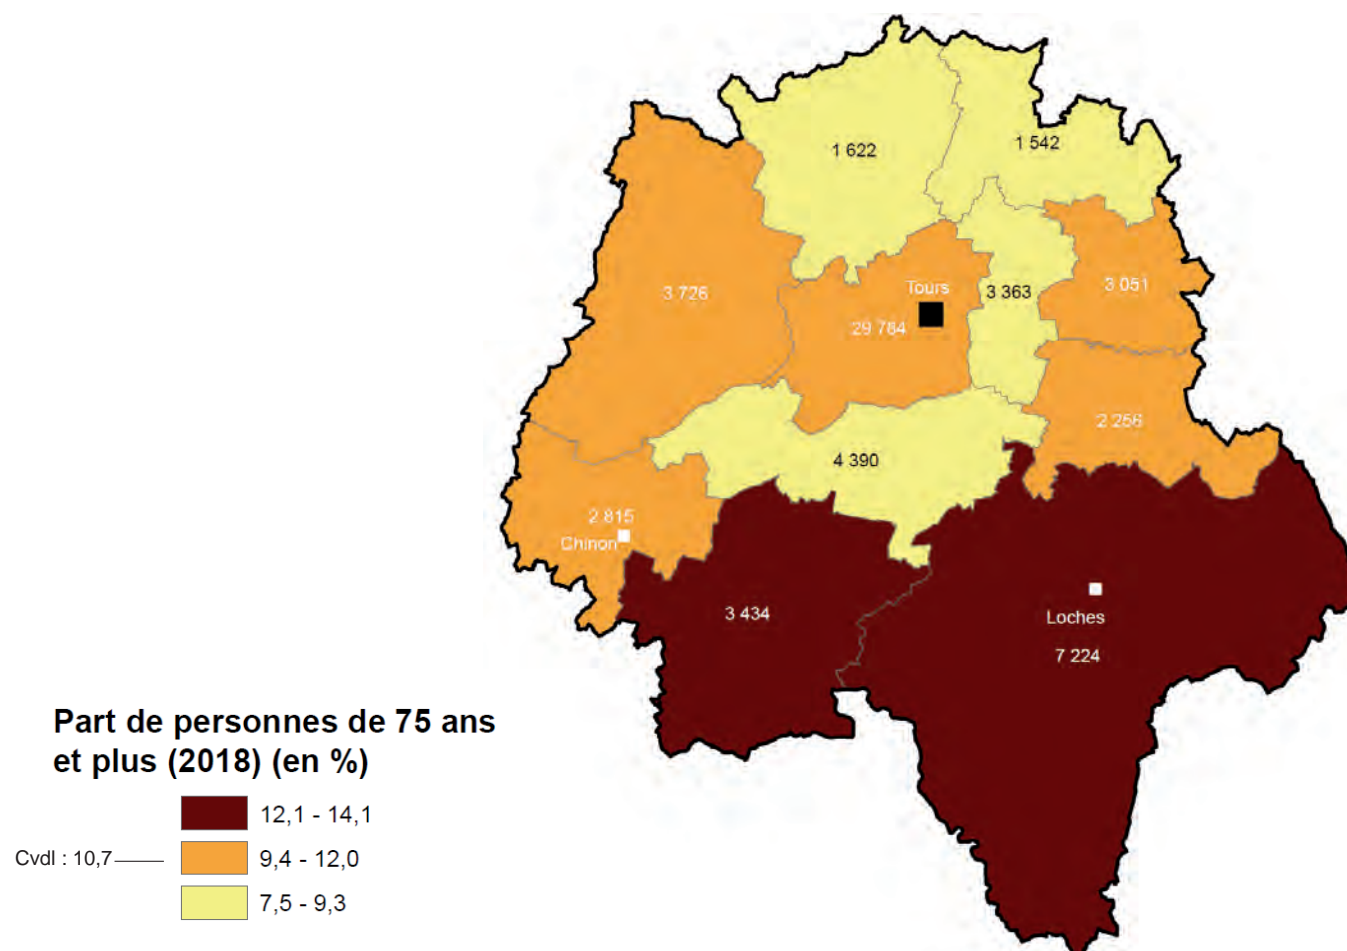 1 622
1 542
3 726
3 051
3 363
Tours
29 784
2 256
4 390
2 815
Chinon
3 434
Loches
7 224
Part de personnes de 75 ans
et plus (2018) (en %)
12,1 - 14,1
Cvdl : 10,7
9,4 - 12,0
7,5 - 9,3